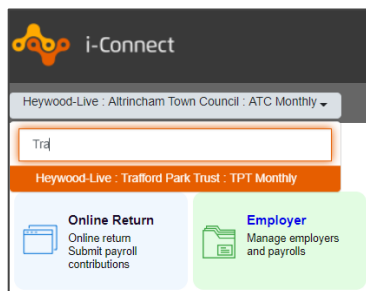 i-Connect
Heywood-Live : Altrincham Town Council : ATC Monthly
Tra
Heywood-Live : Trafford Park Trust : TPT Monthly
Online Return
Online return
Submit payroll
contributions
Employer
Manage employers
and payrolls